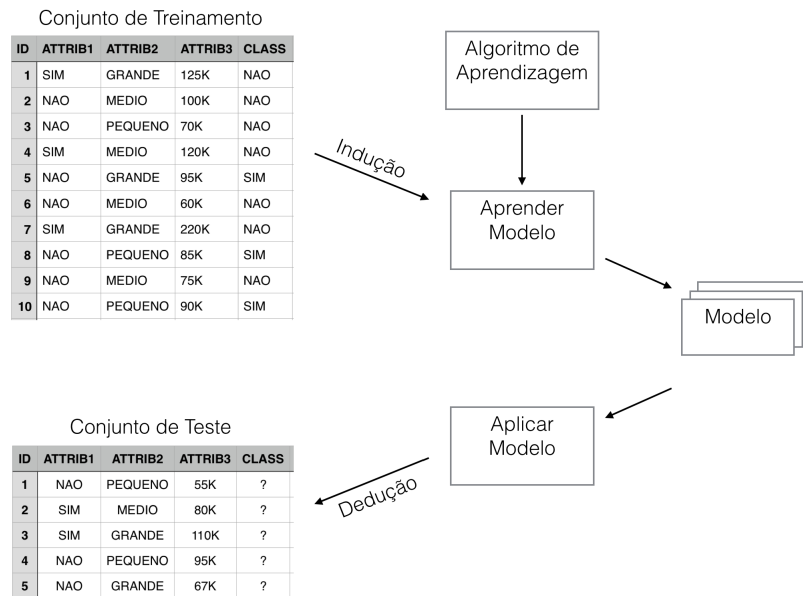 Conjunto de Treinamento
ID ATTRIB1 ATTRIB2 ATTRIB3 CLASS
1 SIM GRANDE 125K NAO
2 NAO MEDIO 100K NAO
3 NAO PEQUENO 70K NAO
4 SIM MEDIO 120K NAO
5 NAO GRANDE 95K SIM
6 NAO MEDIO 60K NAO
7 SIM GRANDE 220K NAO
8 NAO PEQUENO 85K SIM
9 NAO MEDIO 75K NAO
10 NAO PEQUENO 90K SIM
Indução
Algoritmo de
Aprendizagem
Aprender
Modelo
Modelo
Aplicar
Modelo
Dedução
Conjunto de Teste
ID ATTRIB1 ATTRIB2 ATTRIB3 CLASS
1 NAO PEQUENO 55K ?
2 SIM MEDIO 80K ?
3 SIM GRANDE 110K ?
4 NAO PEQUENO 95K ?
5 NAO GRANDE 67K ?